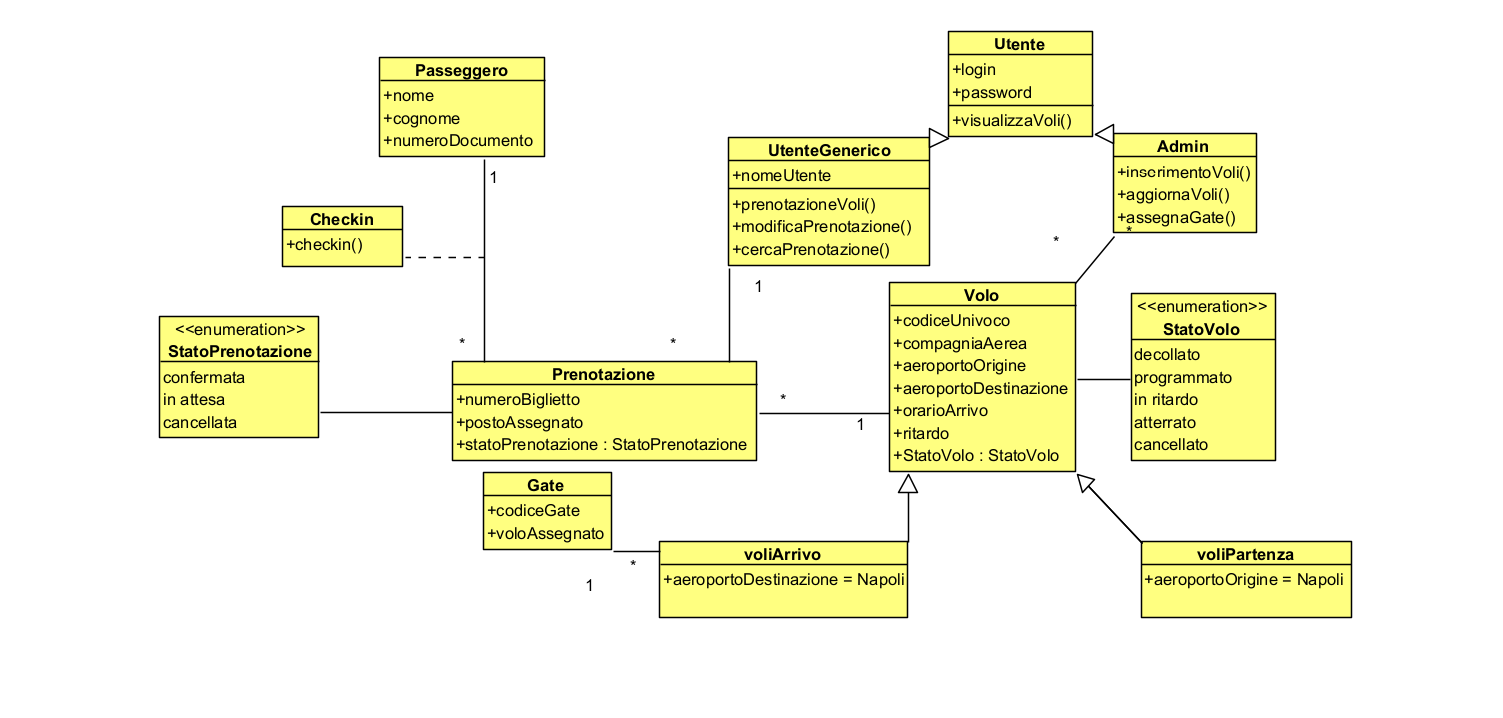 Utente
+login
+password
+visualizzaVoli()
Passeggero
+nome
+cognome
+numeroDocumento
1
UtenteGenerico
+nomeUtente
+prenotazioneVoli()
+modificaPrenotazione()
+cercaPrenotazione()
1
*
Admin
+inserimentoVoli()
+aggiornaVoli()
+assegnaGate()
*
*
Checkin
+checkin()
*
<<enumeration>>
StatoPrenotazione
confermata
in attesa
cancellata
Prenotazione
+numeroBiglietto
+postoAssegnato
+statoPrenotazione : StatoPrenotazione
*
1
Volo
+codiceUnivoco
+compagniaAerea
+aeroportoOrigine
+aeroportoDestinazione
+orarioArrivo
+ritardo
+StatoVolo : StatoVolo
<<enumeration>>
StatoVolo
decollato
programmato
in ritardo
atterrato
cancellato
Gate
+codiceGate
+voloAssegnato
*
1
voliArrivo
+aeroportoDestinazione = Napoli
voliPartenza
+aeroportoOrigine = Napoli